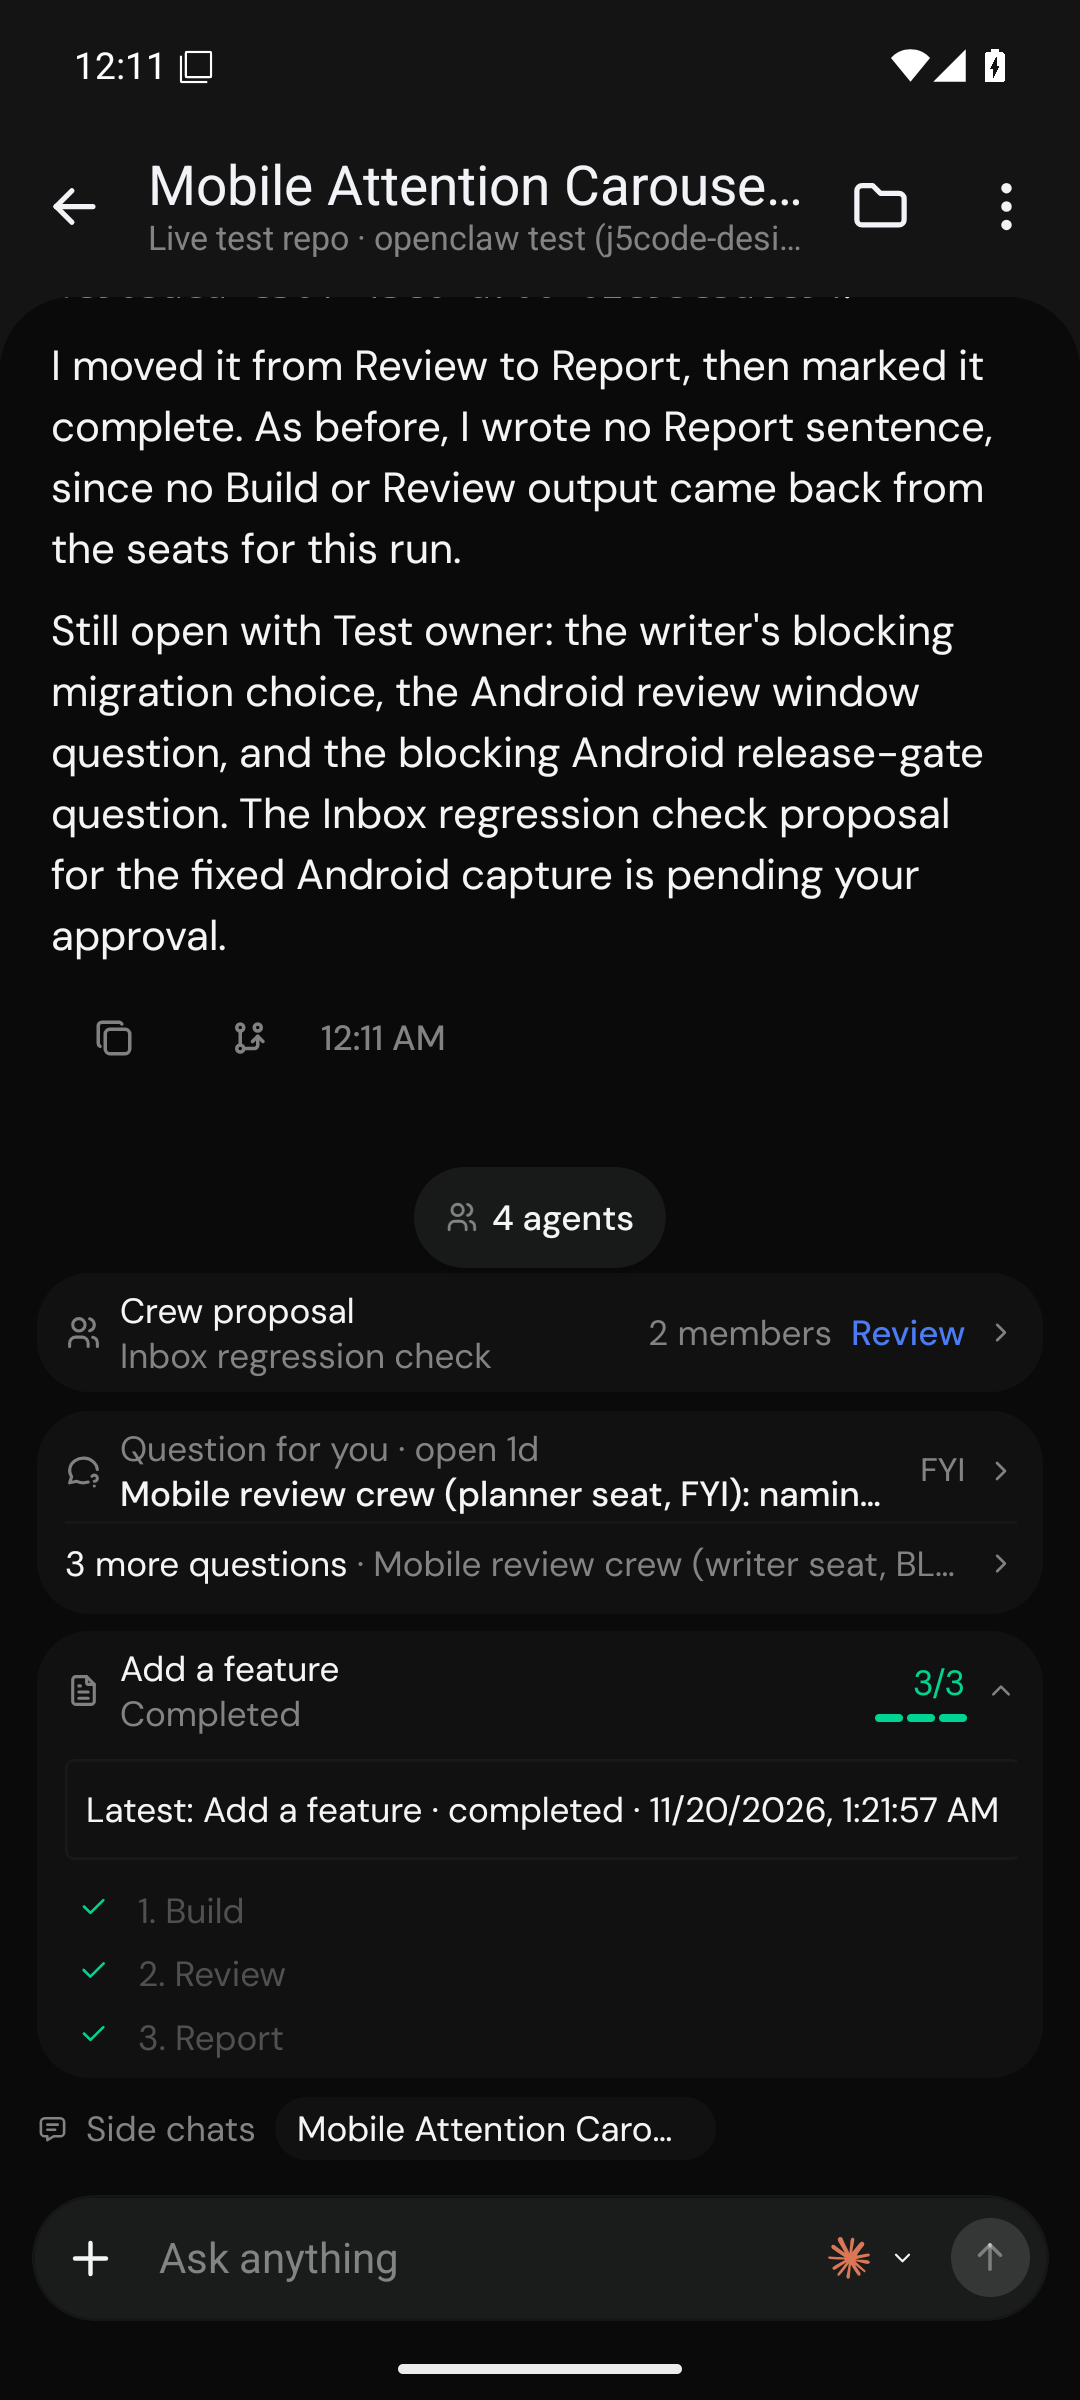 12:11
Mobile Attention Carouse...
Live test repo · openclaw test (j5code-desi...
I moved it from Review to Report, then marked it
complete. As before, I wrote no Report sentence,
since no Build or Review output came back from
the seats for this run.
Still open with Test owner: the writer's blocking
migration choice, the Android review window
question, and the blocking Android release-gate
question. The Inbox regression check proposal
for the fixed Android capture is pending your
approval.
12:11 AM
4 agents
Crew proposal
Inbox regression check
2 members Review
Question for you · open 1d
Mobile review crew (planner seat, FYI): namin...
FYI
3 more questions · Mobile review crew (writer seat, BL...
Add a feature
Completed
3/3
Latest: Add a feature · completed · 11/20/2026, 1:21:57 AM
1. Build
2. Review
3. Report
Side chats
Mobile Attention Caro...
Ask anything